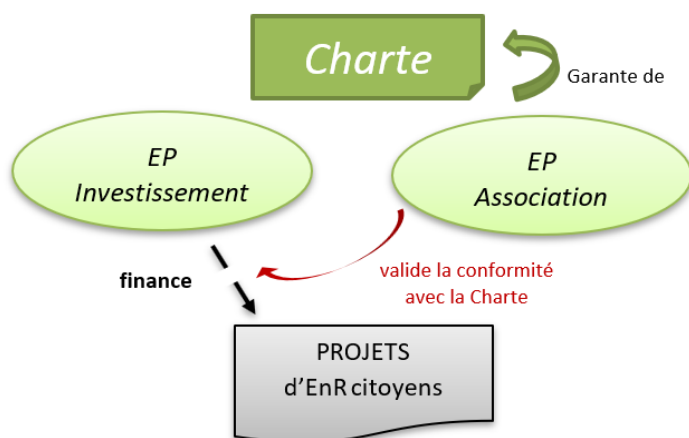 Charte
Garante de
EP
Investissement
EP
Association
finance
valide la conformité
avec la Charte
PROJETS
d'EnR citoyens